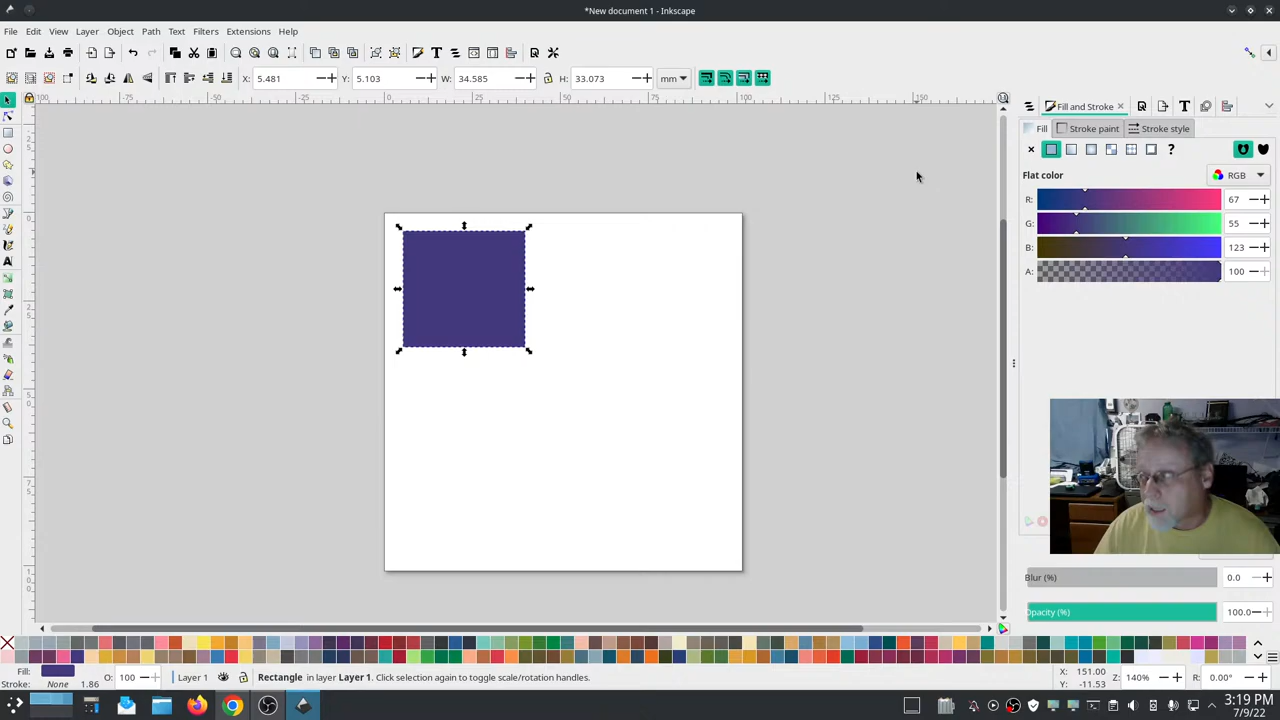 *New document 1 - Inkscape
File Edit View Layer Object Path Text Filters Extensions Help
X: 5.481 Y: 5.103 W: 34.585 H: 33.073 mm
Fill and Stroke
Fill Stroke paint Stroke style
Flat color RGB
R: 67
G: 55
B: 123
A: 100
Blur (%) 0.0
Opacity (%) 100.0
Fill: O: 100 Layer 1 Rectangle in layer Layer 1. Click selection again to toggle scale/rotation handles. X: 151.00 Z: 140% R: 0.00°
Stroke: None 1.86 Y: -11.53
3:19 PM
7/9/22